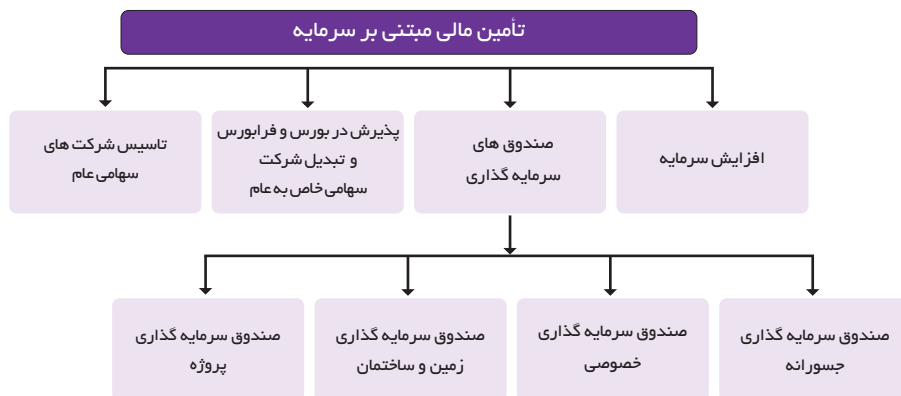 تأمین مالی مبتنی بر سرمایه
افزایش سرمایه
صندوق های
سرمایه گذاری
پذیرش در بورس و فرابورس
و تبدیل شرکت
سهامی خاص به عام
تاسیس شرکت های
سهامی عام
صندوق سرمایه گذاری
جسورانه
صندوق سرمایه گذاری
خصوصی
صندوق سرمایه گذاری
زمین و ساختمان
صندوق سرمایه گذاری
پروژه